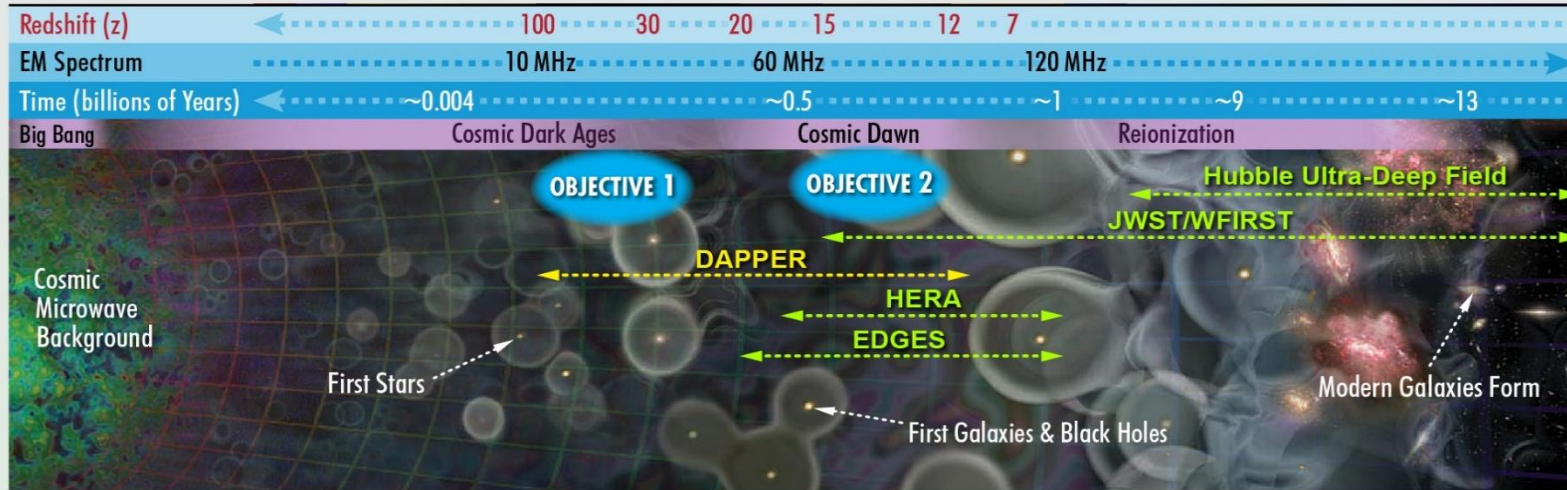 Redshift (z) 100 30 20 15 12 7
EM Spectrum 10 MHz 60 MHz 120 MHz
Time (billions of Years) ~0.004 ~0.5 ~1 ~9 ~13
Big Bang Cosmic Dark Ages Cosmic Dawn Reionization
OBJECTIVE 1 OBJECTIVE 2 Hubble Ultra-Deep Field
JWST/WFIRST
DAPPER
Cosmic
Microwave
Background
HERA
EDGES
First Stars
Modern Galaxies Form
First Galaxies & Black Holes